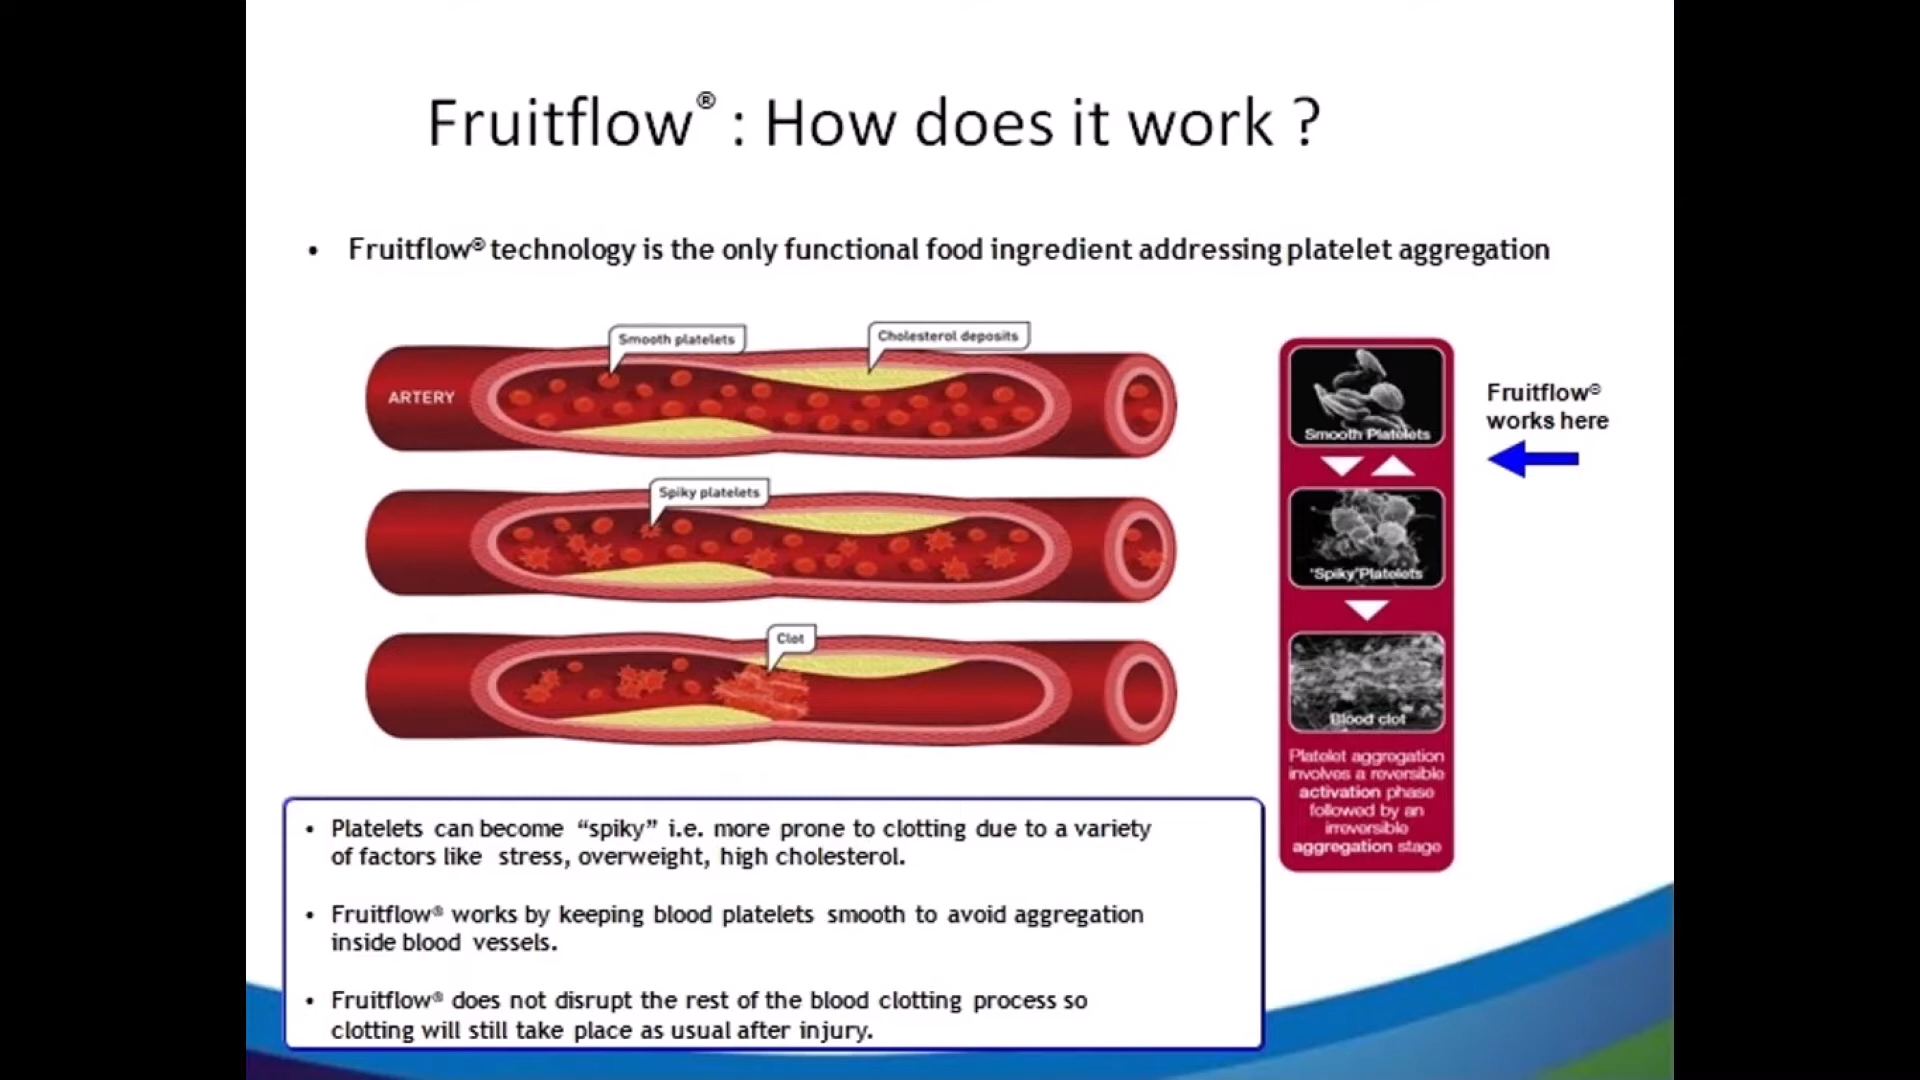 Fruitflow® : How does it work ?
• Fruitflow® technology is the only functional food ingredient addressing platelet aggregation
Smooth platelets
Cholesterol deposits
ARTERY
Spiky platelets
Clot
Smooth Platelets
'Spiky'Platelets
Blood clot
Platelet aggregation
involves a reversible
activation phase
followed by an
irreversible
aggregation stage
Fruitflow®
works here
• Platelets can become “spiky” i.e. more prone to clotting due to a variety
of factors like stress, overweight, high cholesterol.
• Fruitflow® works by keeping blood platelets smooth to avoid aggregation
inside blood vessels.
• Fruitflow® does not disrupt the rest of the blood clotting process so
clotting will still take place as usual after injury.